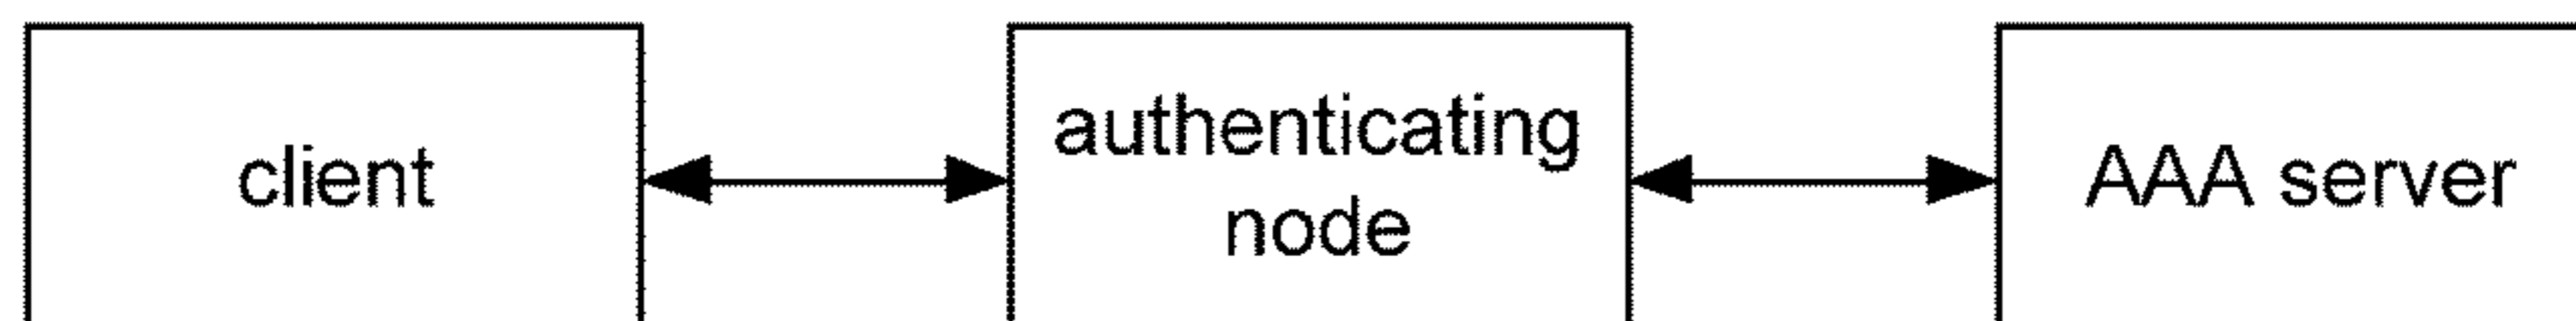 client
authenticating
node
AAA server